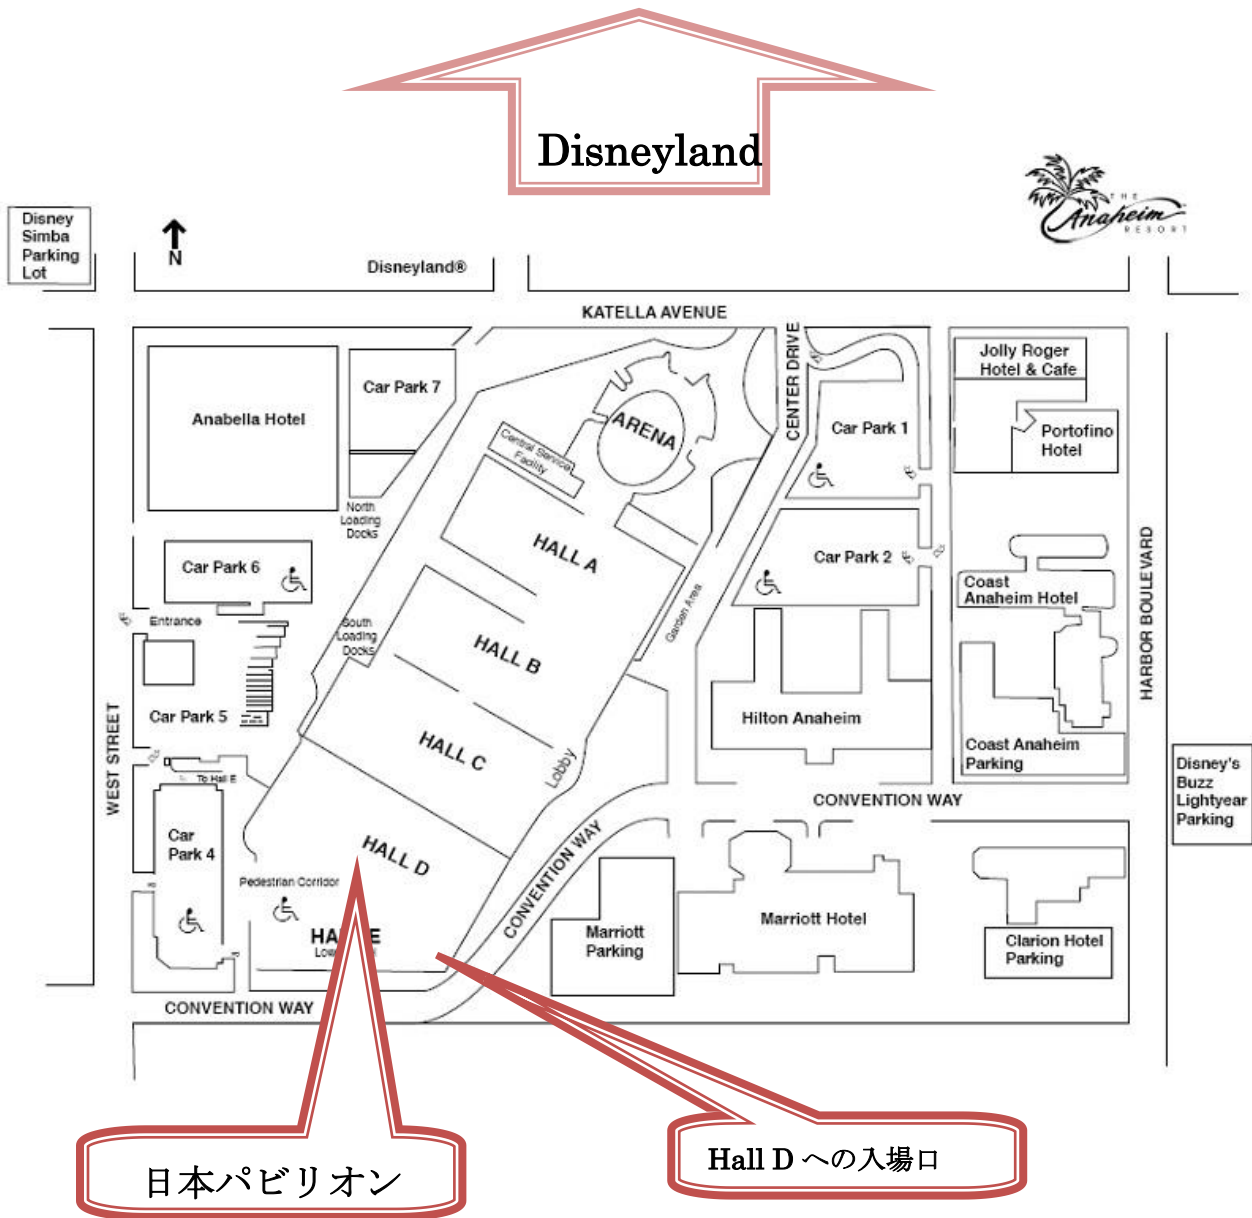 Disneyland
THE
Anaheim
RESORT
Disney
Simba
Parking
Lot
N
Disneyland®
KATELLA AVENUE
CENTER DRIVE
Jolly Roger
Hotel & Cafe
Car Park 7
Anabella Hotel
ARENA
Car Park 1
Portofino
Hotel
Central Service
Facility
North
Loading
Docks
HALL A
Car Park 2
Car Park 6
Coast
Anaheim Hotel
Garden Area
Entrance
South
Loading
Docks
HALL B
HARBOR BOULEVARD
WEST STREET
Car Park 5
Hilton Anaheim
HALL C
Lobby
Coast Anaheim
Parking
Disney's
Buzz
Lightyear
Parking
To Hall E
CONVENTION WAY
Car
Park 4
HALL D
CONVENTION WAY
Pedestrian Corridor
Marriott Hotel
Marriott
Parking
Clarion Hotel
Parking
CONVENTION WAY
Hall D への入場口
日本パビリオン